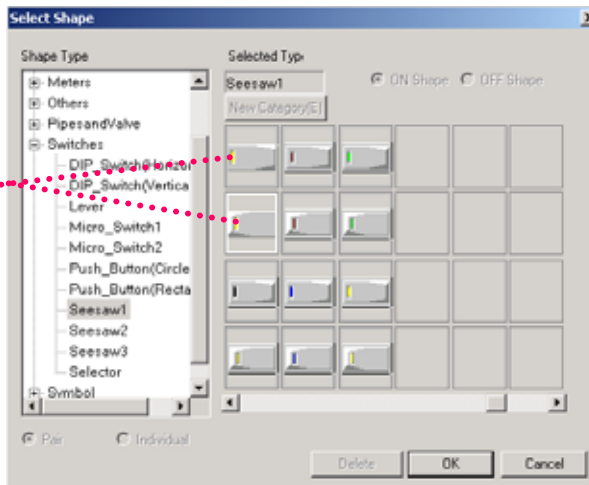 Select Shape
Shape Type
Selected Typ
Meters
Others
PipesandValve
Switches
DIP_Switch(Horizor
DIP_Switch(Vertica
Lever
Micro_Switch1
Micro_Switch2
Push_Button(Circle
Push_Button(Recta
Seesaw1
Seesaw2
Seesaw3
Selector
Symbol
Seesaw1
ON Shape
OFF Shape
New Category(E)
Pair
Individual
Delete
OK
Cancel